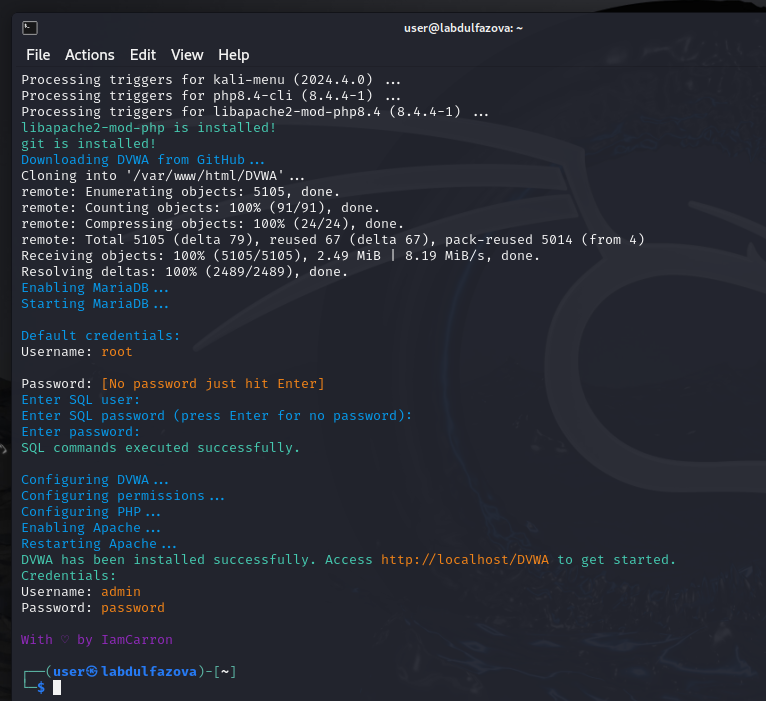 user@labdulfazova: ~
File Actions Edit View Help
Processing triggers for kali-menu (2024.4.0) ...
Processing triggers for php8.4-cli (8.4.4-1) ...
Processing triggers for libapache2-mod-php8.4 (8.4.4-1) ...
libapache2-mod-php is installed!
git is installed!
Downloading DVWA from GitHub...
Cloning into '/var/www/html/DVWA'...
remote: Enumerating objects: 5105, done.
remote: Counting objects: 100% (91/91), done.
remote: Compressing objects: 100% (24/24), done.
remote: Total 5105 (delta 79), reused 67 (delta 67), pack-reused 5014 (from 4)
Receiving objects: 100% (5105/5105), 2.49 MiB | 8.19 MiB/s, done.
Resolving deltas: 100% (2489/2489), done.
Enabling MariaDB...
Starting MariaDB...
Default credentials:
Username: root
Password: [No password just hit Enter]
Enter SQL user:
Enter SQL password (press Enter for no password):
Enter password:
SQL commands executed successfully.
Configuring DVWA...
Configuring permissions...
Configuring PHP...
Enabling Apache...
Restarting Apache...
DVWA has been installed successfully. Access http://localhost/DVWA to get started.
Credentials:
Username: admin
Password: password
With ♡ by IamCarron
┌──(user㉿labdulfazova)-[~]
└─$